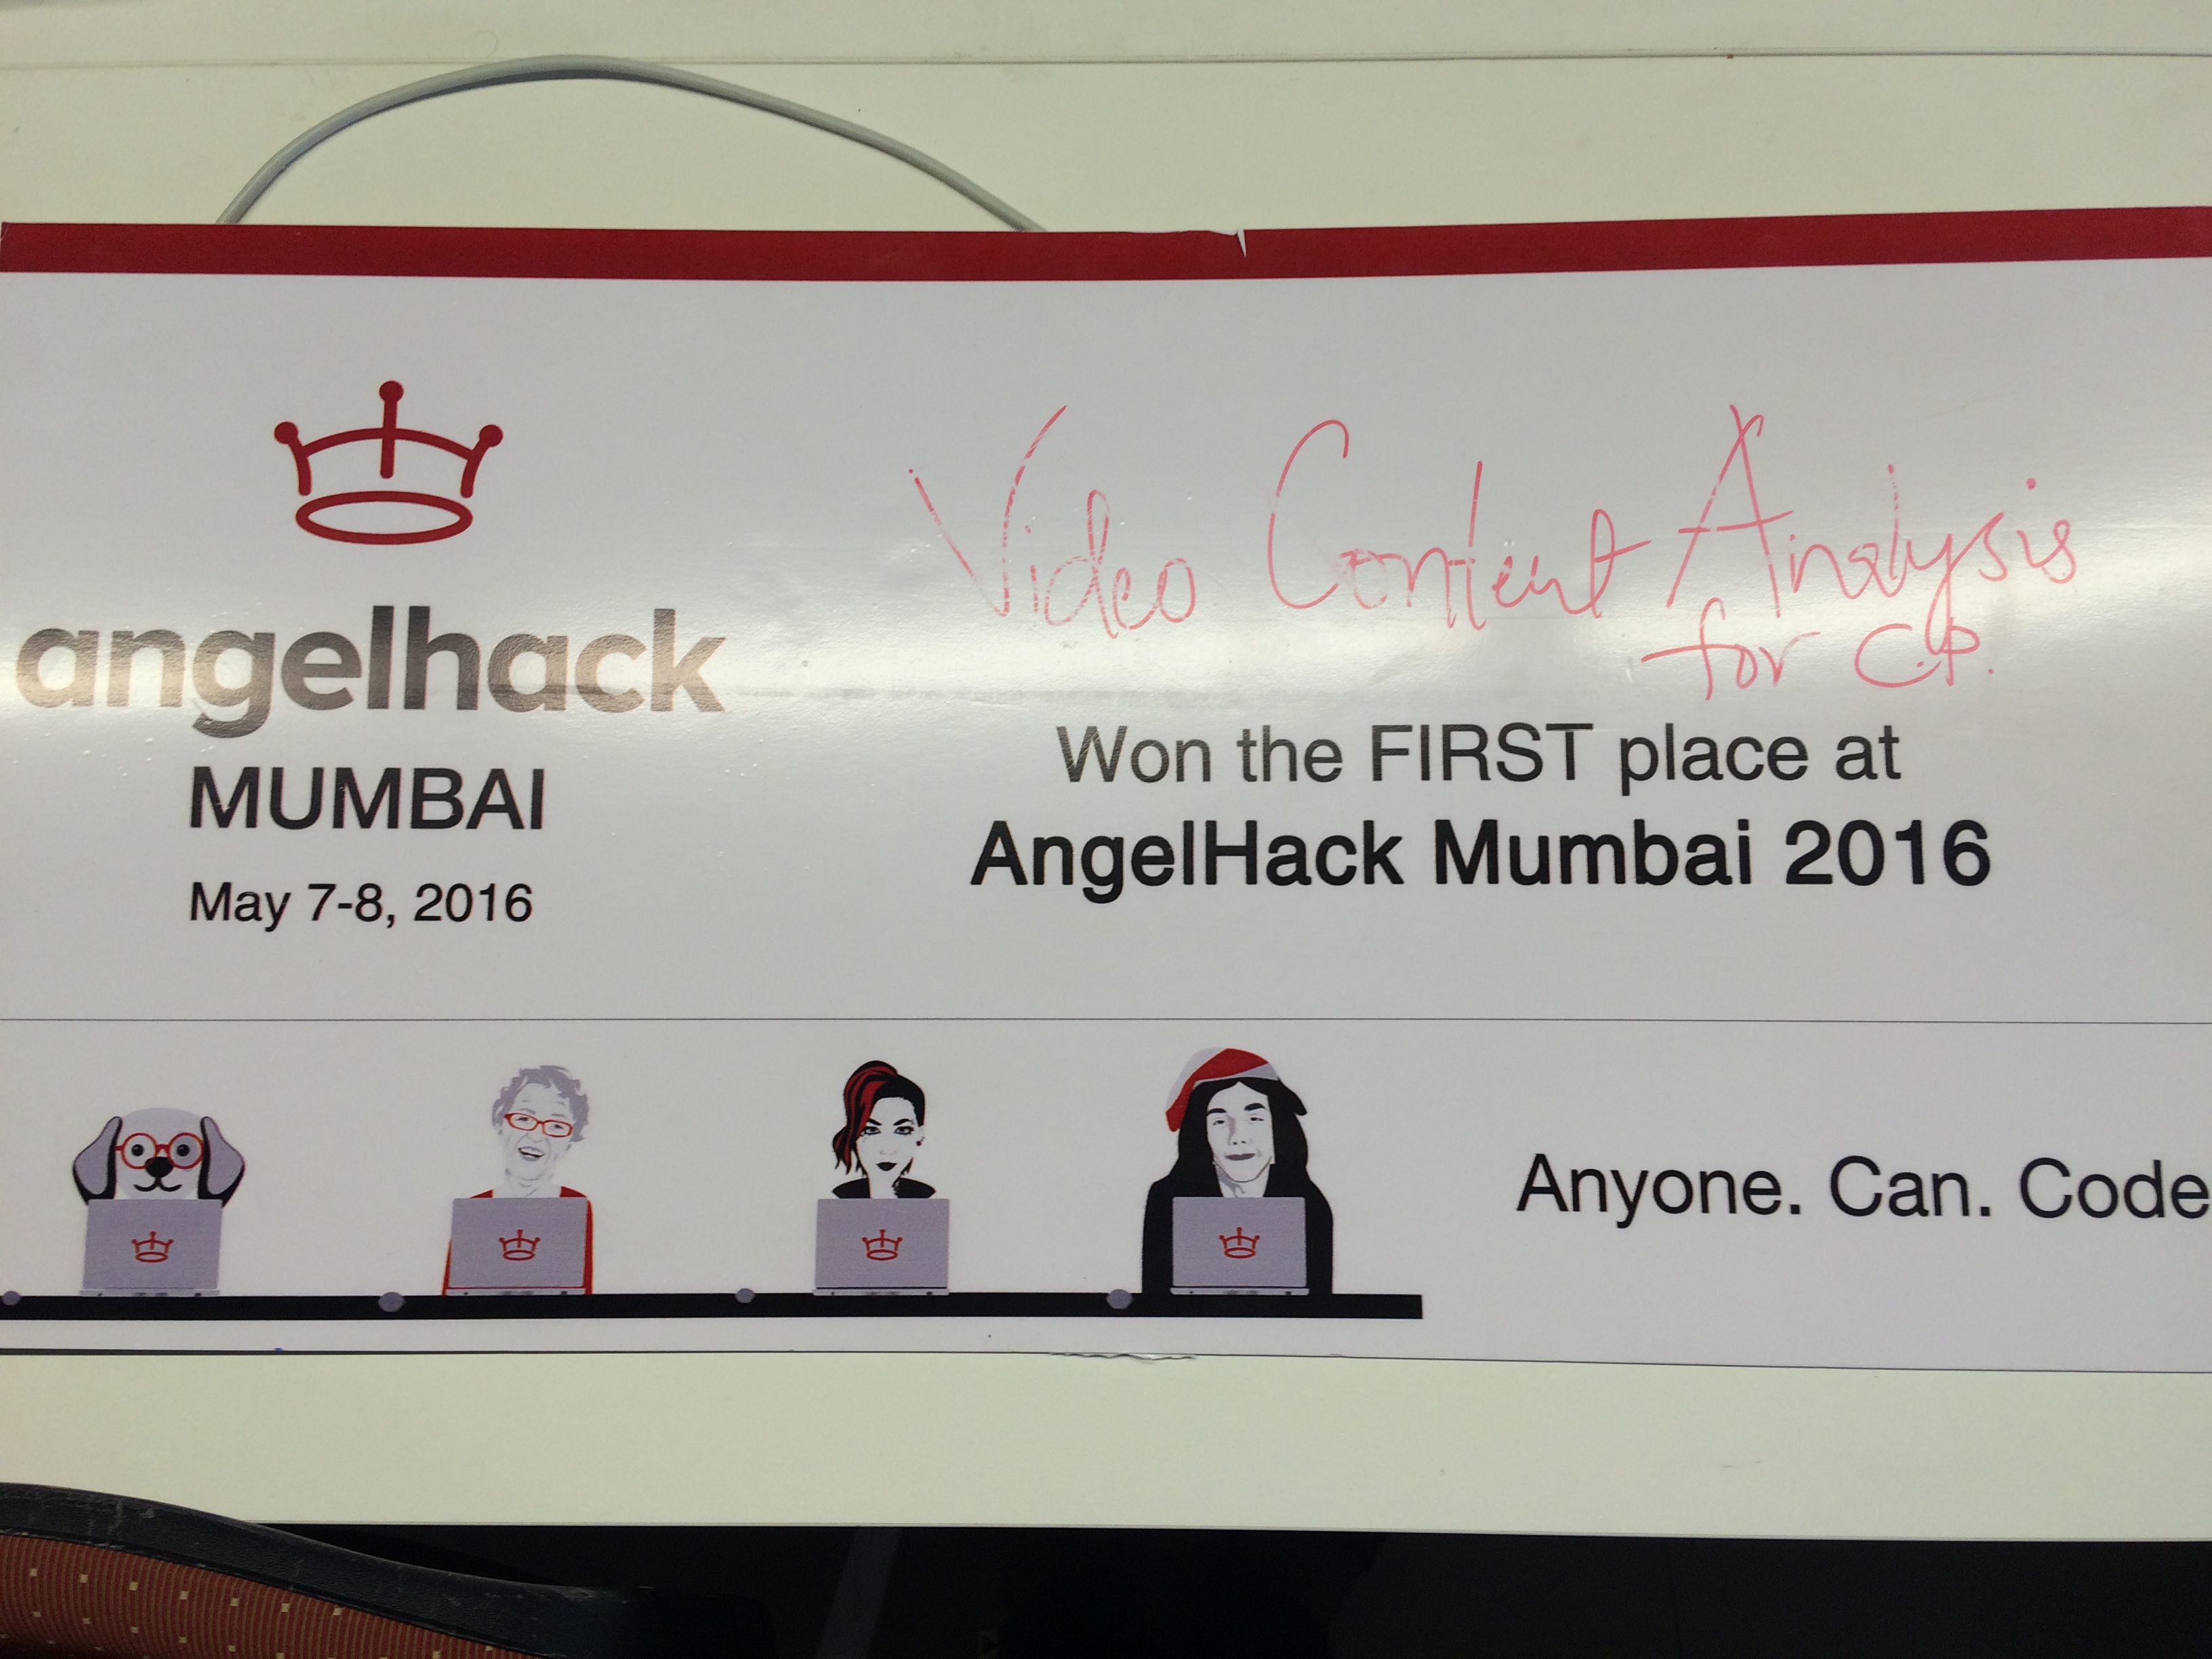 angelhack
MUMBAI
May 7-8, 2016
Video Content Analysis
for C.P.
Won the FIRST place at
AngelHack Mumbai 2016
Anyone. Can. Code